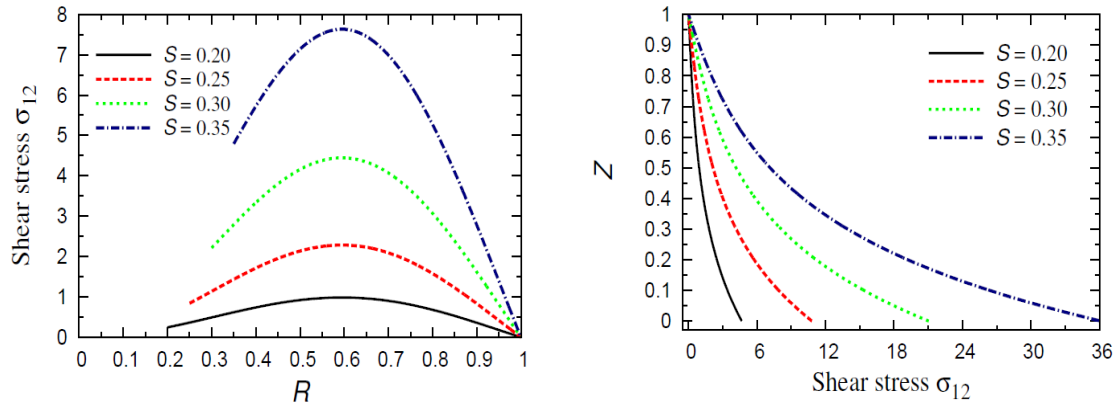 8
7
6
5
4
3
2
1
0
Shear stress σ12
S = 0.20
S = 0.25
S = 0.30
S = 0.35
0 0.1 0.2 0.3 0.4 0.5 0.6 0.7 0.8 0.9 1
R
1
0.9
0.8
0.7
0.6
0.5
0.4
0.3
0.2
0.1
0
Z
S = 0.20
S = 0.25
S = 0.30
S = 0.35
0 6 12 18 24 30 36
Shear stress σ12